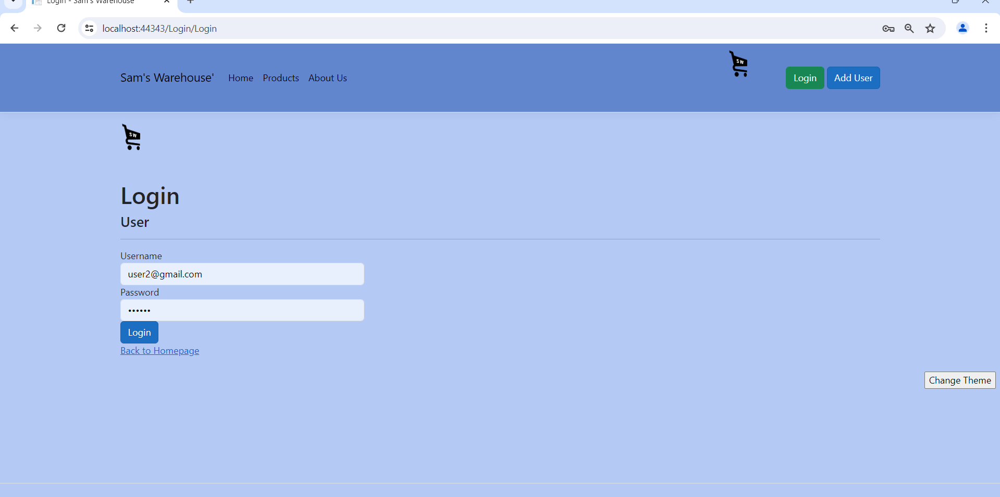 Login - Sam's Warehouse
localhost:44343/Login/Login
SW
Sam's Warehouse' Home Products About Us Login Add User
SW
Login
User
Username
user2@gmail.com
Password
••••••
Login
Back to Homepage
Change Theme